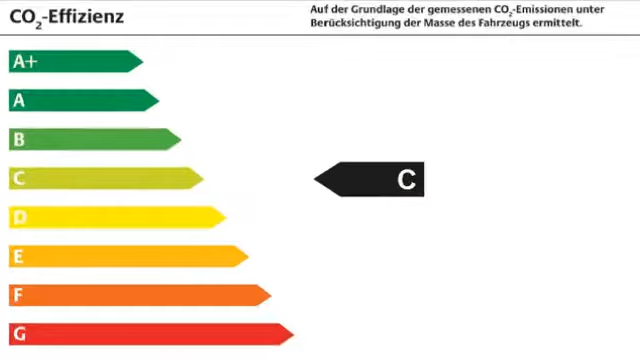 CO₂-Effizienz
Auf der Grundlage der gemessenen CO₂-Emissionen unter
Berücksichtigung der Masse des Fahrzeugs ermittelt.
A+
A
B
C
C
D
E
F
G